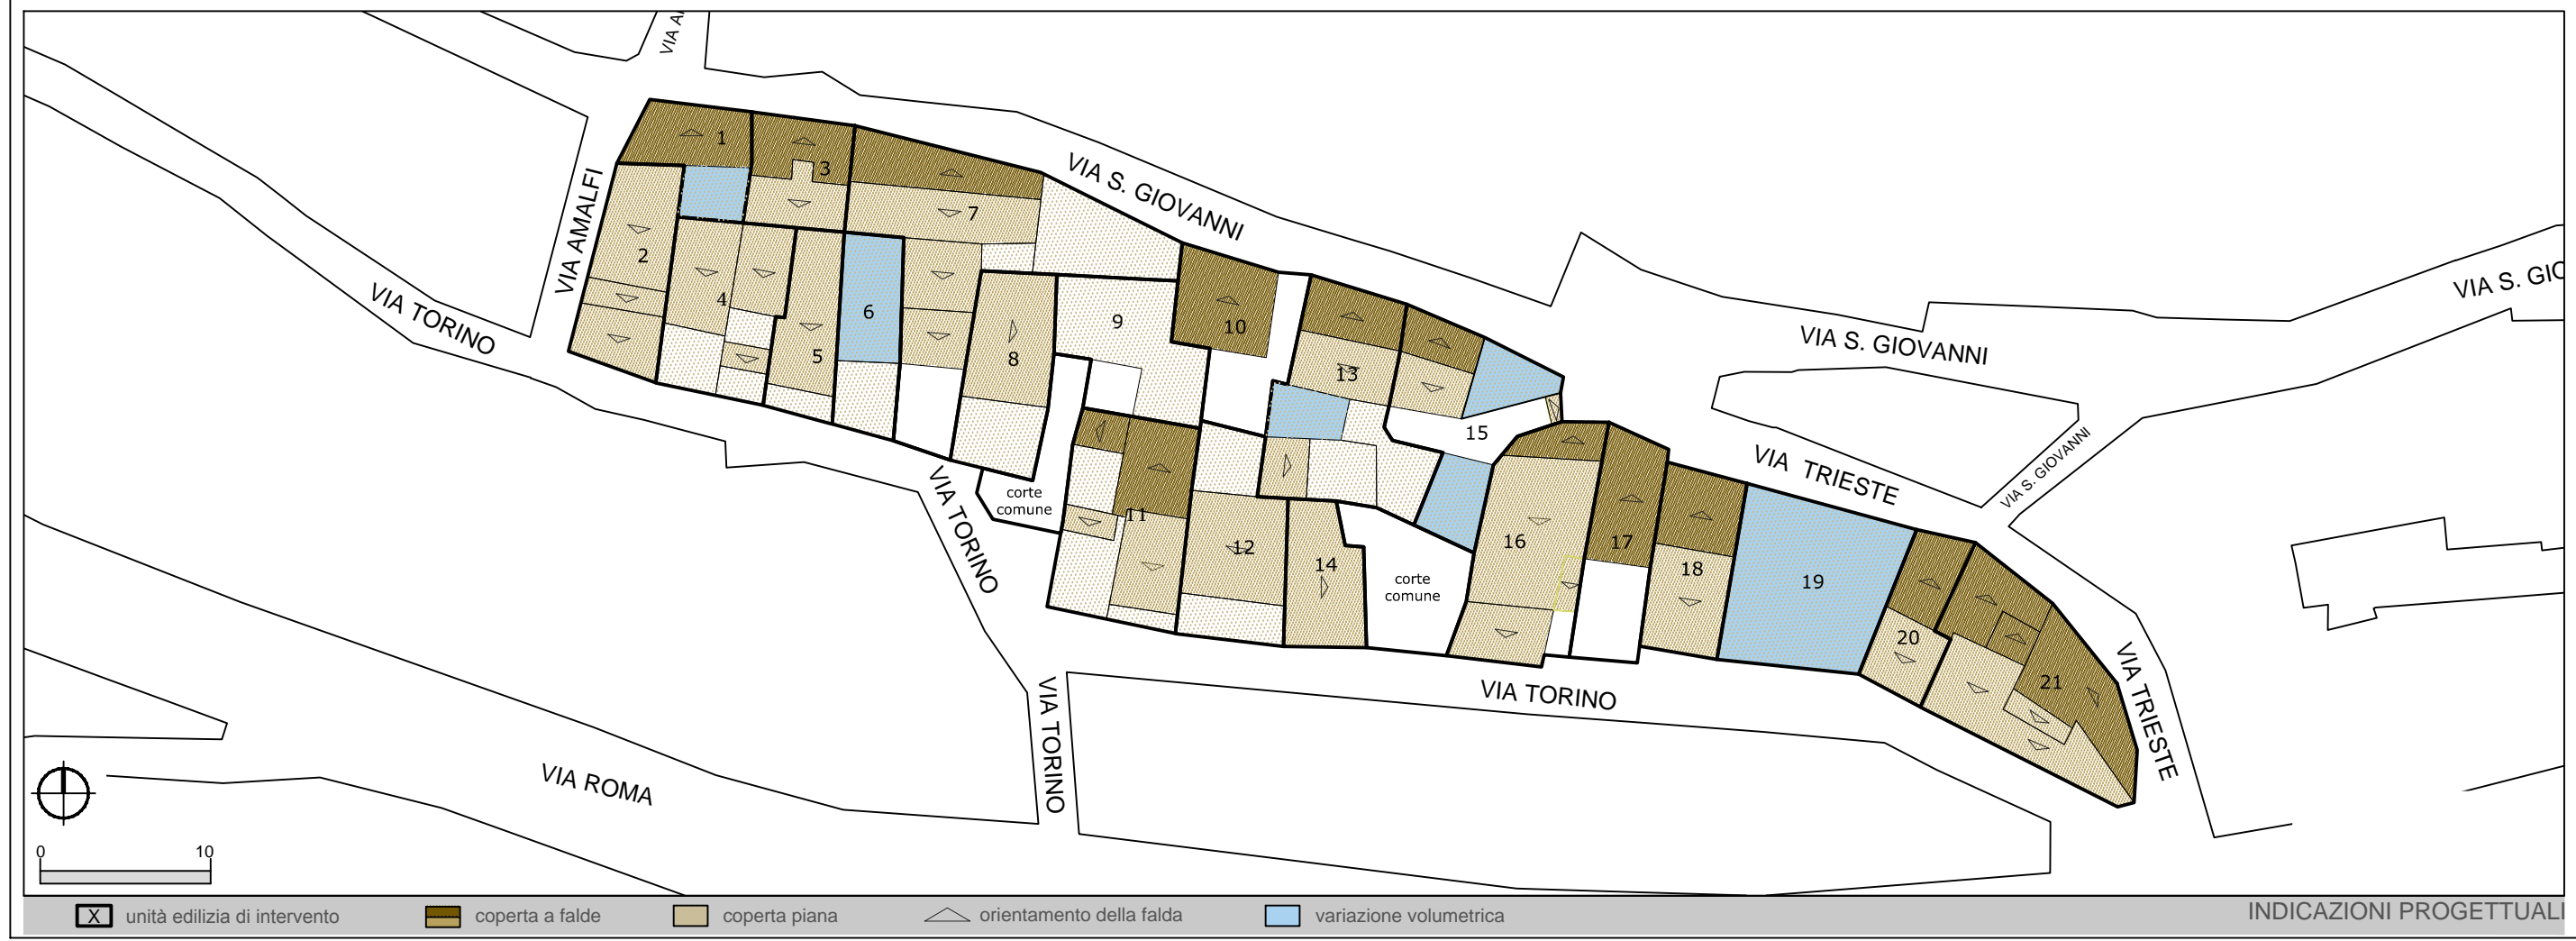 VIA A
VIA AMALFI
VIA TORINO
VIA S. GIOVANNI
VIA S. GIOVANNI
VIA S. GIO
VIA S. GIOVANNI
VIA TRIESTE
VIA TRIESTE
VIA TORINO
VIA TORINO
VIA TORINO
VIA ROMA
1
2
3
4
5
6
7
8
9
10
11
12
13
14
15
16
17
18
19
20
21
corte
comune
corte
comune
0 10
X unità edilizia di intervento
coperta a falde
coperta piana
orientamento della falda
variazione volumetrica
INDICAZIONI PROGETTUALI